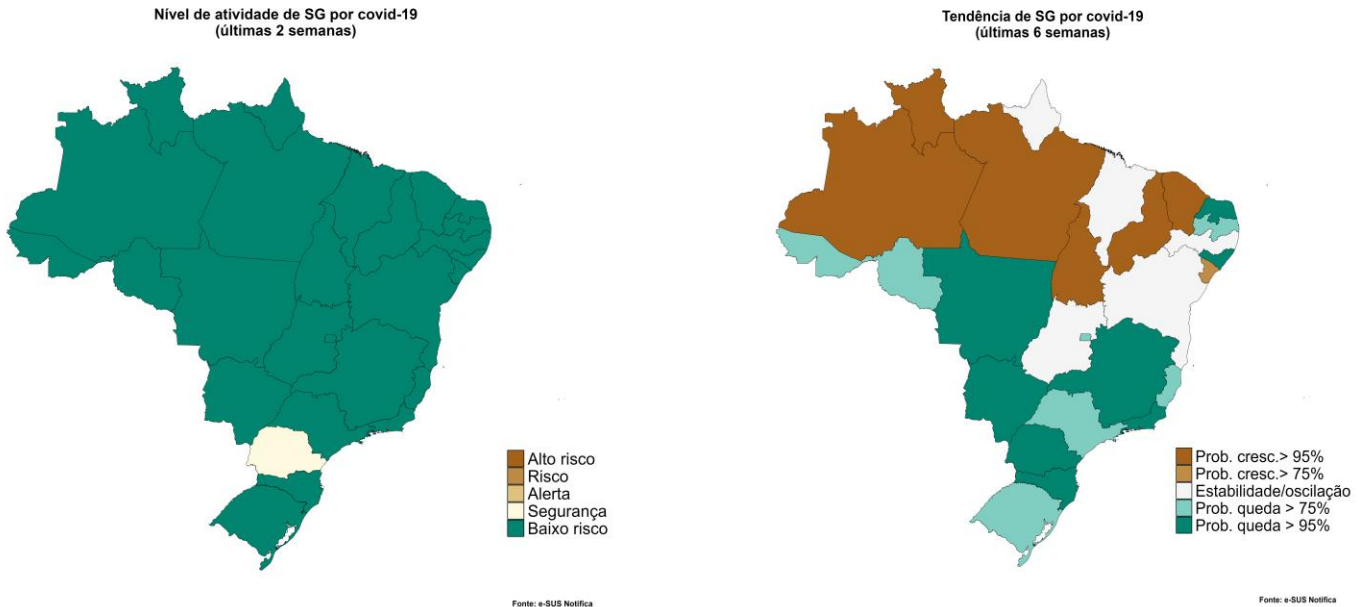 Nível de atividade de SG por covid-19
(últimas 2 semanas)
Alto risco
Risco
Alerta
Segurança
Baixo risco
Fonte: e-SUS Notifica
Tendência de SG por covid-19
(últimas 6 semanas)
Prob. cresc.> 95%
Prob. cresc.> 75%
Estabilidade/oscilação
Prob. queda > 75%
Prob. queda > 95%
Fonte: e-SUS Notifica